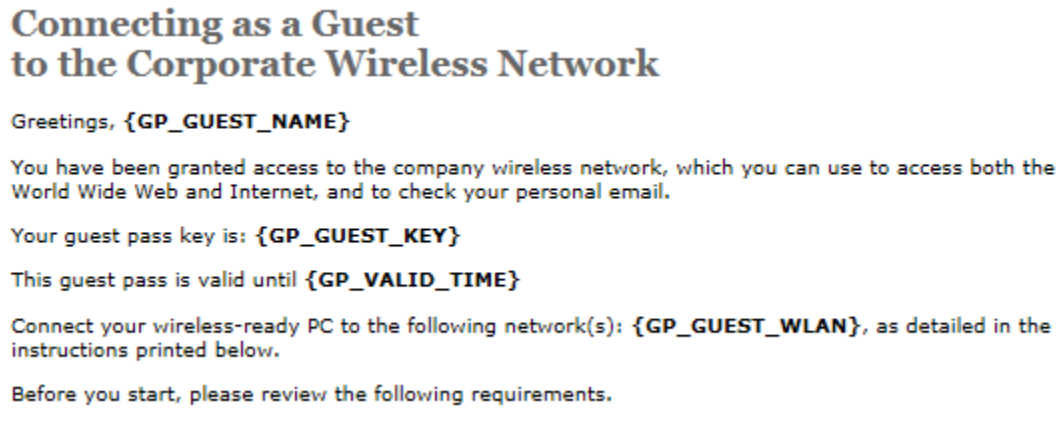 Connecting as a Guest
to the Corporate Wireless Network
Greetings, {GP_GUEST_NAME}
You have been granted access to the company wireless network, which you can use to access both the
World Wide Web and Internet, and to check your personal email.
Your guest pass key is: {GP_GUEST_KEY}
This guest pass is valid until {GP_VALID_TIME}
Connect your wireless-ready PC to the following network(s): {GP_GUEST_WLAN}, as detailed in the
instructions printed below.
Before you start, please review the following requirements.